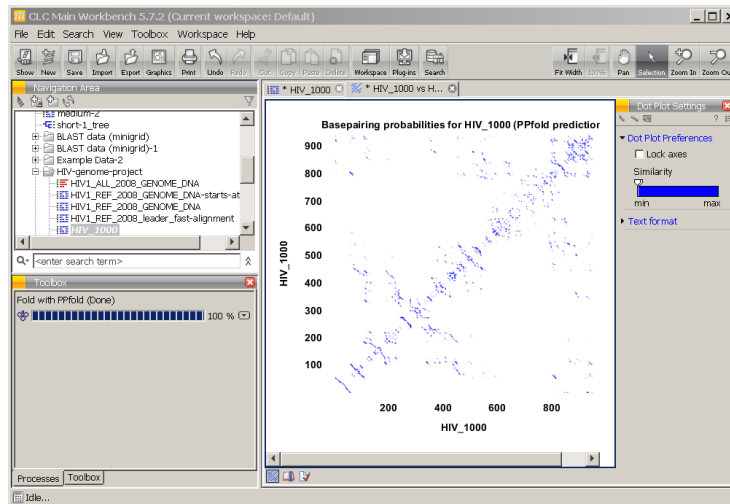 CLC Main Workbench 5.7.2 (Current workspace: Default)
File Edit Search View Toolbox Workspace Help
Show New Save Import Export Graphics Print Undo Redo Cut Copy Paste Delete Workspace Plug-ins Search Fit Width 100% Pan Selection Zoom In Zoom Out
Navigation Area
medium-2
short-1_tree
BLAST data (minigrid)
BLAST data (minigrid)-1
Example Data-2
HIV-genome-project
HIV1_ALL_2008_GENOME_DNA
HIV1_REF_2008_GENOME_DNA-starts-at
HIV1_REF_2008_GENOME_DNA
HIV1_REF_2008_leader_fast-alignment
HIV_1000
<enter search term>
Toolbox
Fold with PPfold (Done)
100 %
Processes Toolbox
Idle...
* HIV_1000 * HIV_1000 vs H...
Basepairing probabilities for HIV_1000 (PPfold prediction
900
800
700
600
500
400
300
200
100
HIV_1000
200 400 600 800
HIV_1000
Dot Plot Settings
?
Dot Plot Preferences
Lock axes
Similarity
min max
Text format